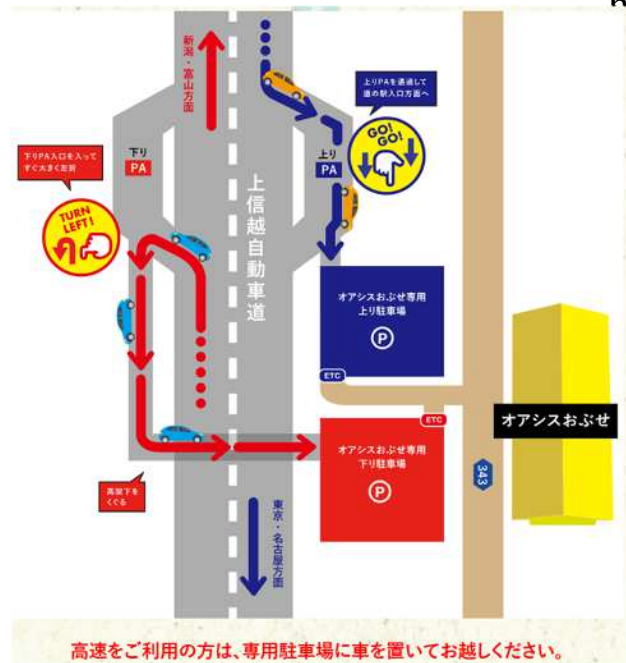 新潟・富山方面
上りPAを通過して
道の駅入口方面へ
GO!
GO!
下り
PA
上り
PA
下りPA入口を入って
すぐ大きく左折
TURN
LEFT!
上信越自動車道
オアシスおぶせ専用
上り駐車場
P
ETC
オアシスおぶせ
ETC
オアシスおぶせ専用
下り駐車場
P
343
高架下を
くぐる
東京・名古屋方面
高速をご利用の方は、専用駐車場に車を置いてお越しください。